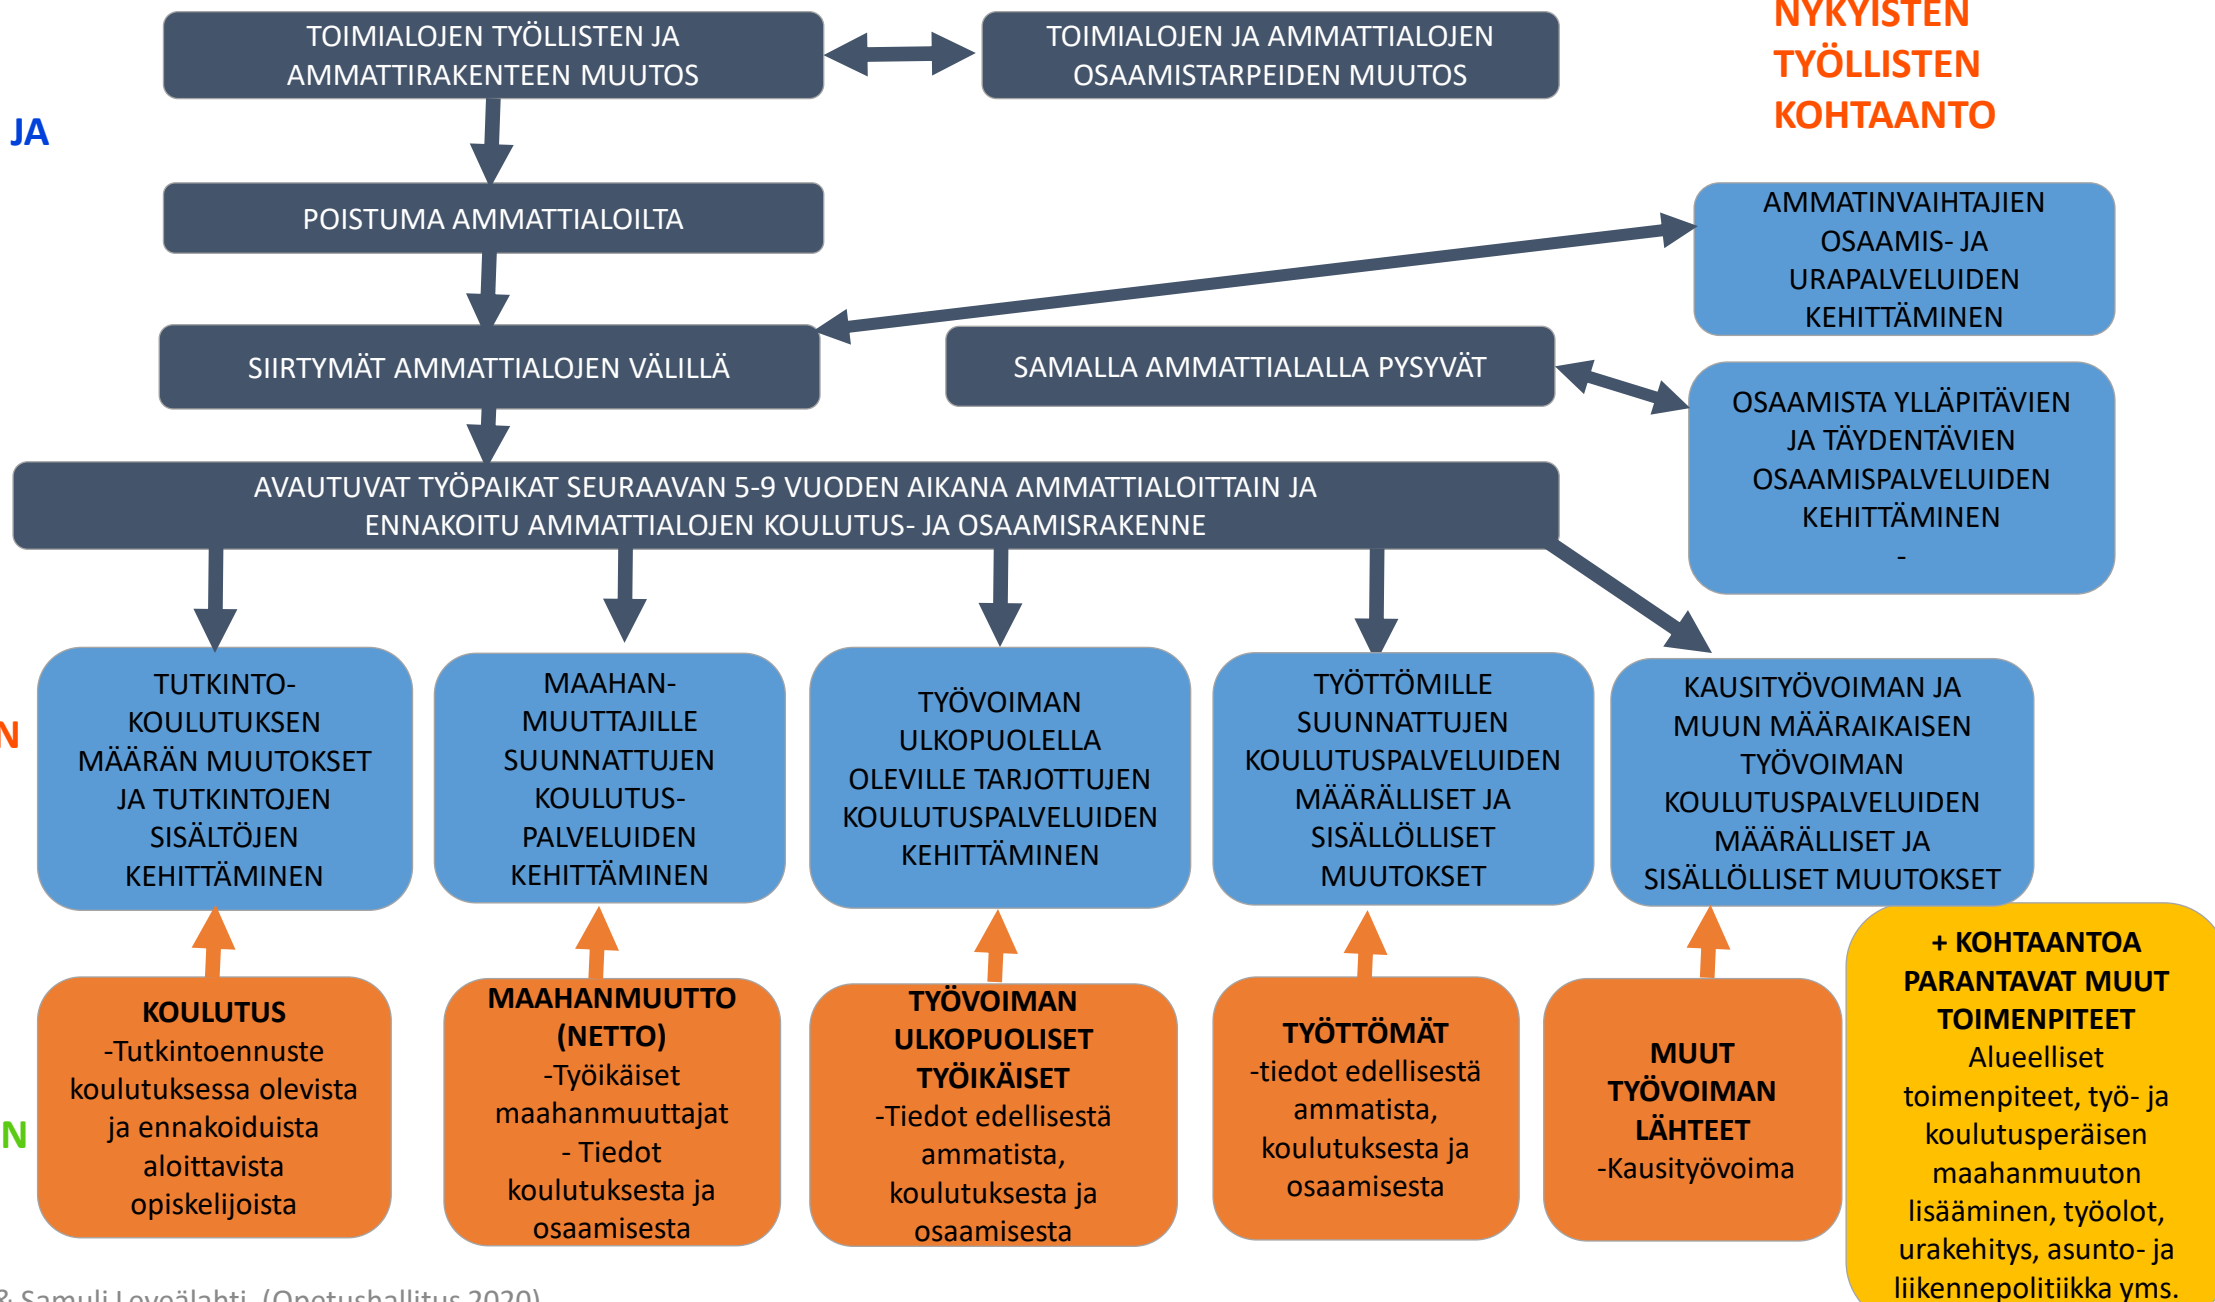 TOIMIALOJEN TYÖLLISTEN JA
AMMATTIRAKENTEEN MUUTOS
TOIMIALOJEN JA AMMATTIALOJEN
OSAAMISTARPEIDEN MUUTOS
NYKYISTEN
TYÖLLISTEN
KOHTAANTO
JA
POISTUMA AMMATTIALOILTA
AMMATINVAIHTAJIEN
OSAAMIS- JA
URAPALVELUIDEN
KEHITTÄMINEN
SIIRTYMÄT AMMATTIALOJEN VÄLILLÄ
SAMALLA AMMATTIALALLA PYSYVÄT
OSAAMISTA YLLÄPITÄVIEN
JA TÄYDENTÄVIEN
OSAAMISPALVELUIDEN
KEHITTÄMINEN
-
AVAUTUVAT TYÖPAIKAT SEURAAVAN 5-9 VUODEN AIKANA AMMATTIALOITTAIN JA
ENNAKOITU AMMATTIALOJEN KOULUTUS- JA OSAAMISRAKENNE
N
TUTKINTO-
KOULUTUKSEN
MÄÄRÄN MUUTOKSET
JA TUTKINTOJEN
SISÄLTÖJEN
KEHITTÄMINEN
MAAHAN-
MUUTTAJILLE
SUUNNATTUJEN
KOULUTUS-
PALVELUIDEN
KEHITTÄMINEN
TYÖVOIMAN
ULKOPUOLELLA
OLEVILLE TARJOTTUJEN
KOULUTUSPALVELUIDEN
KEHITTÄMINEN
TYÖTTÖMILLE
SUUNNATTUJEN
KOULUTUSPALVELUIDEN
MÄÄRÄLLISET JA
SISÄLLÖLLISET
MUUTOKSET
KAUSITYÖVOIMAN JA
MUUN MÄÄRAIKAISEN
TYÖVOIMAN
KOULUTUSPALVELUIDEN
MÄÄRÄLLISET JA
SISÄLLÖLLISET MUUTOKSET
N
KOULUTUS
-Tutkintoennuste
koulutuksessa olevista
ja ennakoiduista
aloittavista
opiskelijoista
MAAHANMUUTTO
(NETTO)
-Työikäiset
maahanmuuttajat
- Tiedot
koulutuksesta ja
osaamisesta
TYÖVOIMAN
ULKOPUOLISET
TYÖIKÄISET
-Tiedot edellisestä
ammatista,
koulutuksesta ja
osaamisesta
TYÖTTÖMÄT
-tiedot edellisestä
ammatista,
koulutuksesta ja
osaamisesta
MUUT
TYÖVOIMAN
LÄHTEET
-Kausityövoima
+ KOHTAANTOA
PARANTAVAT MUUT
TOIMENPITEET
Alueelliset
toimenpiteet, työ- ja
koulutusperäisen
maahanmuuton
lisääminen, työolot,
urakehitys, asunto- ja
liikennepolitiikka yms.
& Samuli Leveälahti (Opetushallitus 2020)